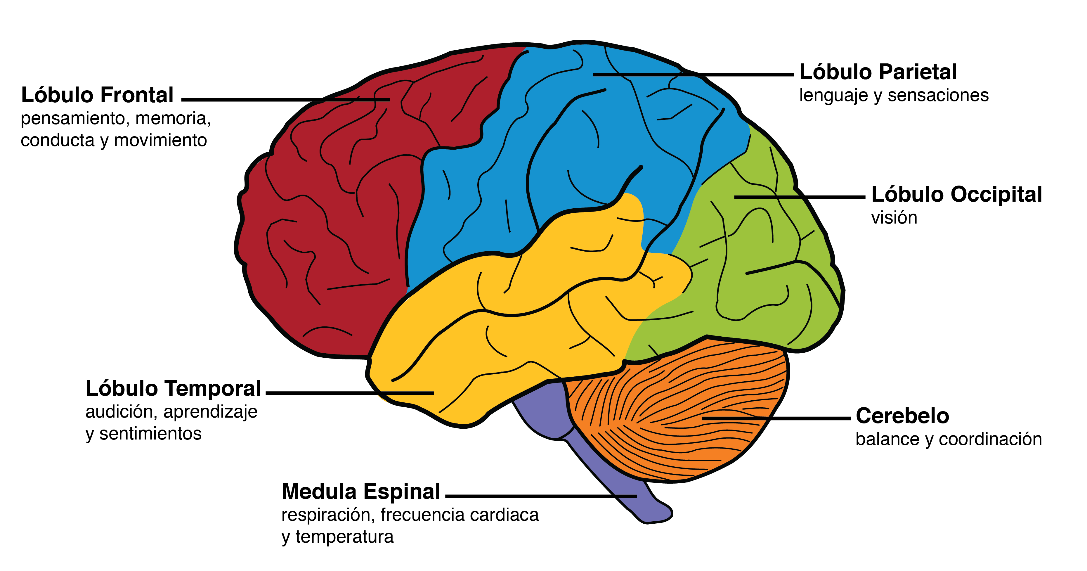 Lóbulo Frontal
pensamiento, memoria,
conducta y movimiento
Lóbulo Parietal
lenguaje y sensaciones
Lóbulo Occipital
visión
Lóbulo Temporal
audición, aprendizaje
y sentimientos
Cerebelo
balance y coordinación
Medula Espinal
respiración, frecuencia cardiaca
y temperatura